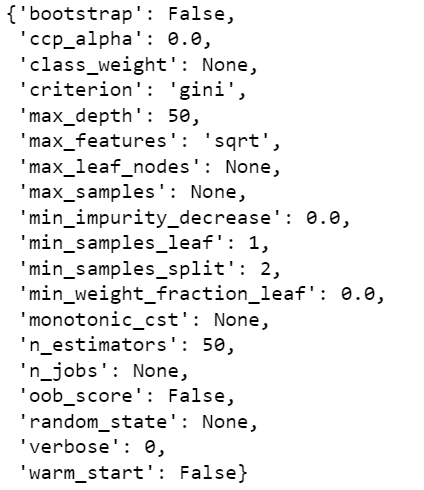 {'bootstrap': False,
 'ccp_alpha': 0.0,
 'class_weight': None,
 'criterion': 'gini',
 'max_depth': 50,
 'max_features': 'sqrt',
 'max_leaf_nodes': None,
 'max_samples': None,
 'min_impurity_decrease': 0.0,
 'min_samples_leaf': 1,
 'min_samples_split': 2,
 'min_weight_fraction_leaf': 0.0,
 'monotonic_cst': None,
 'n_estimators': 50,
 'n_jobs': None,
 'oob_score': False,
 'random_state': None,
 'verbose': 0,
 'warm_start': False}